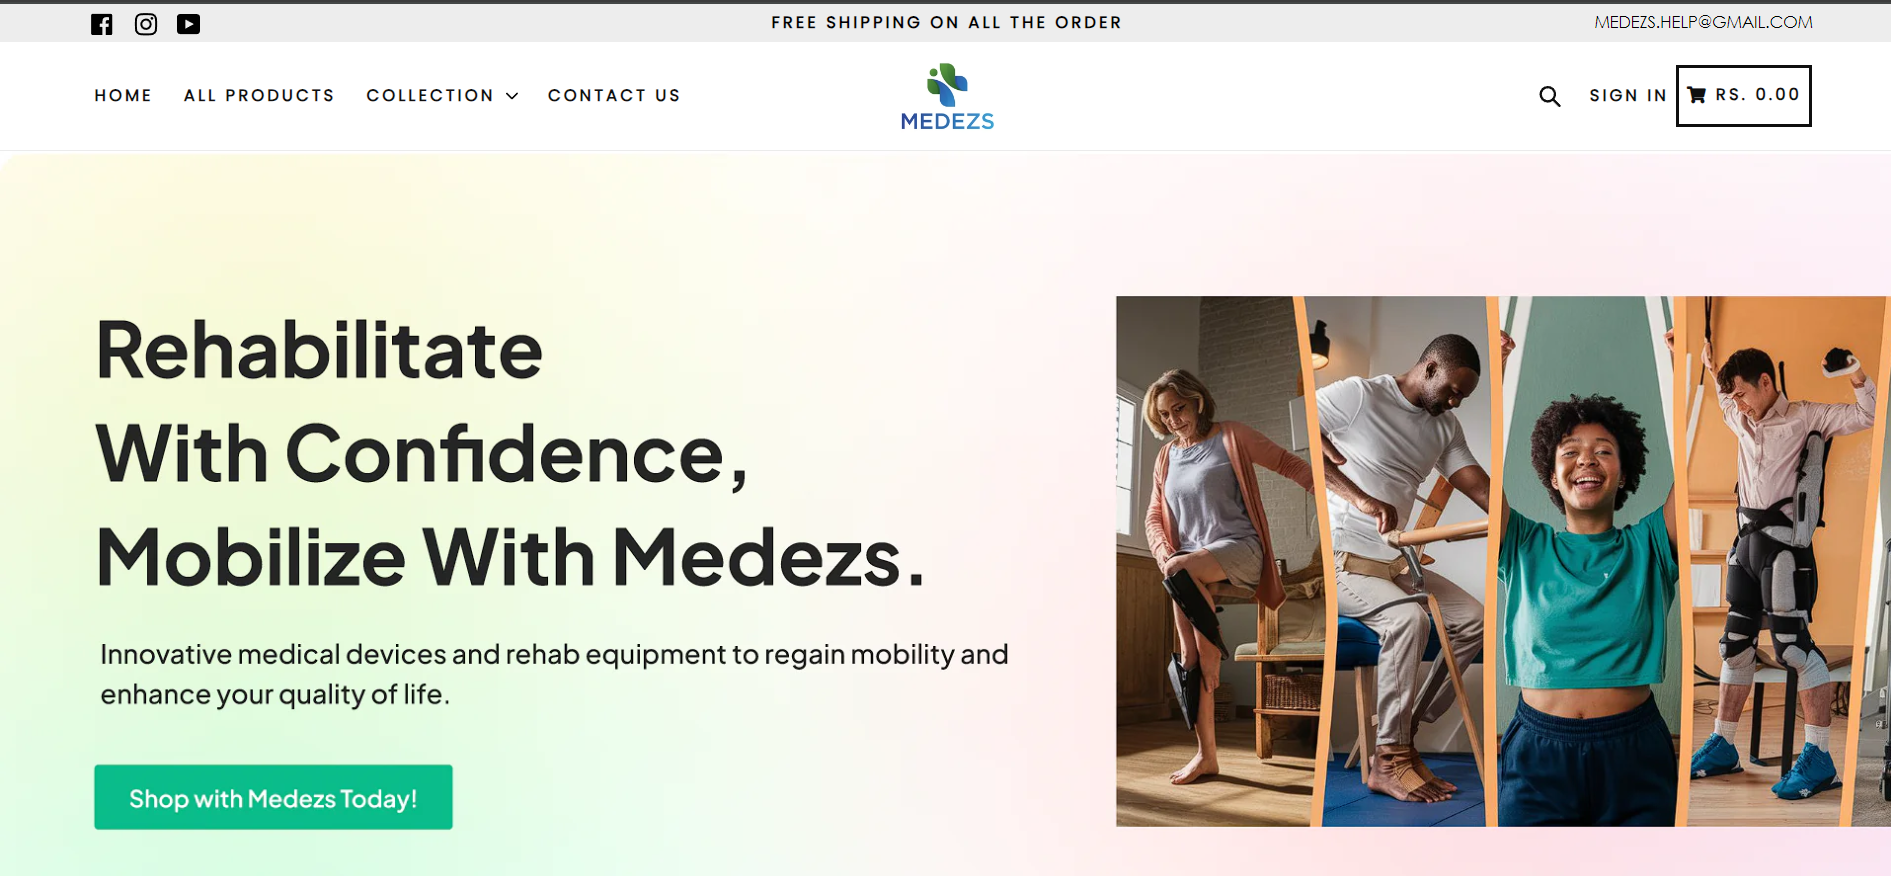 FREE SHIPPING ON ALL THE ORDER
MEDEZS.HELP@GMAIL.COM
HOME
ALL PRODUCTS
COLLECTION
CONTACT US
MEDEZS
SIGN IN
RS. 0.00
Rehabilitate
With Confidence,
Mobilize With Medezs.
Innovative medical devices and rehab equipment to regain mobility and
enhance your quality of life.
Shop with Medezs Today!